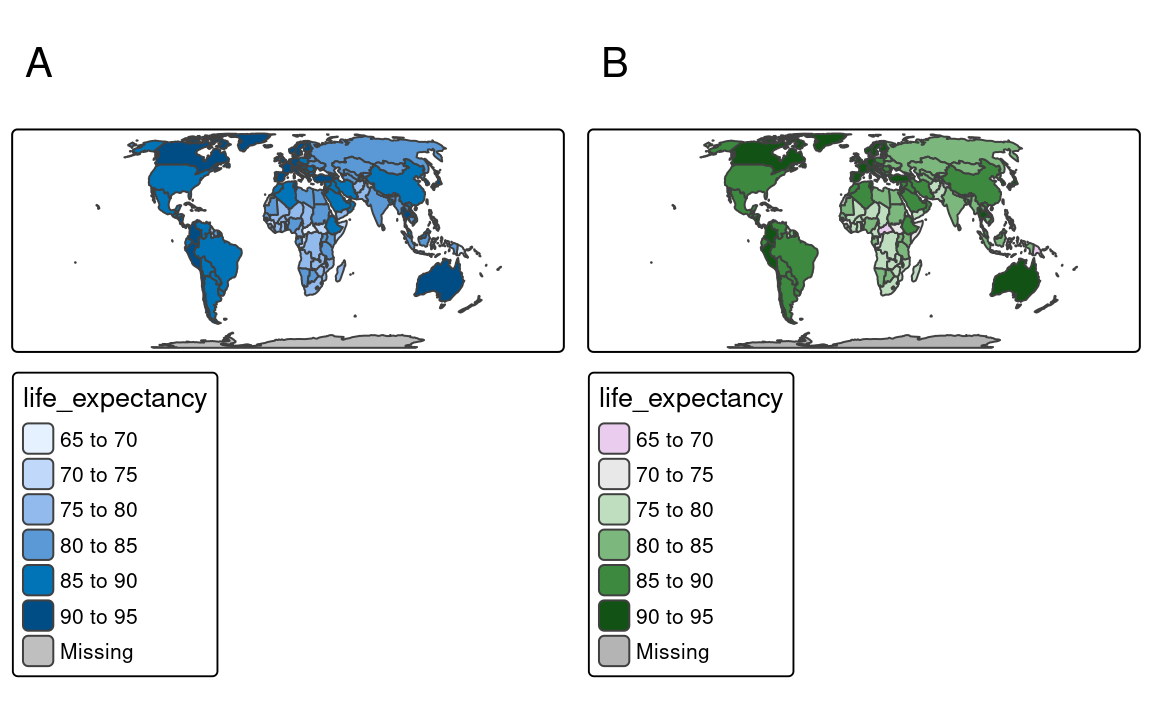 A
life_expectancy
65 to 70
70 to 75
75 to 80
80 to 85
85 to 90
90 to 95
Missing
B
life_expectancy
65 to 70
70 to 75
75 to 80
80 to 85
85 to 90
90 to 95
Missing